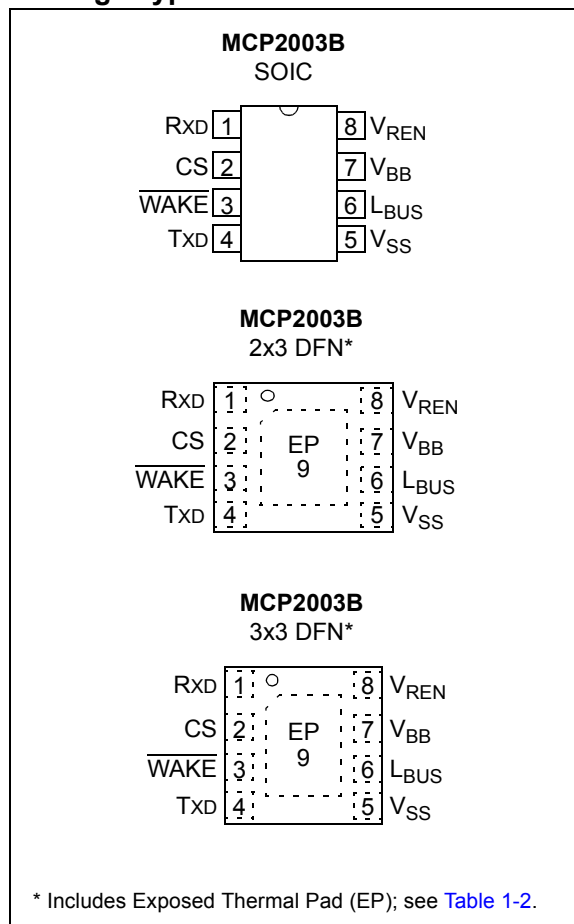 MCP2003B
SOIC
RXD 1 8 VREN
CS 2 7 VBB
WAKE 3 6 LBUS
TXD 4 5 VSS
MCP2003B
2x3 DFN*
RXD 1 8 VREN
CS 2 EP 7 VBB
9
WAKE 3 6 LBUS
TXD 4 5 VSS
MCP2003B
3x3 DFN*
RXD 1 8 VREN
CS 2 EP 7 VBB
9
WAKE 3 6 LBUS
TXD 4 5 VSS
* Includes Exposed Thermal Pad (EP); see Table 1-2.